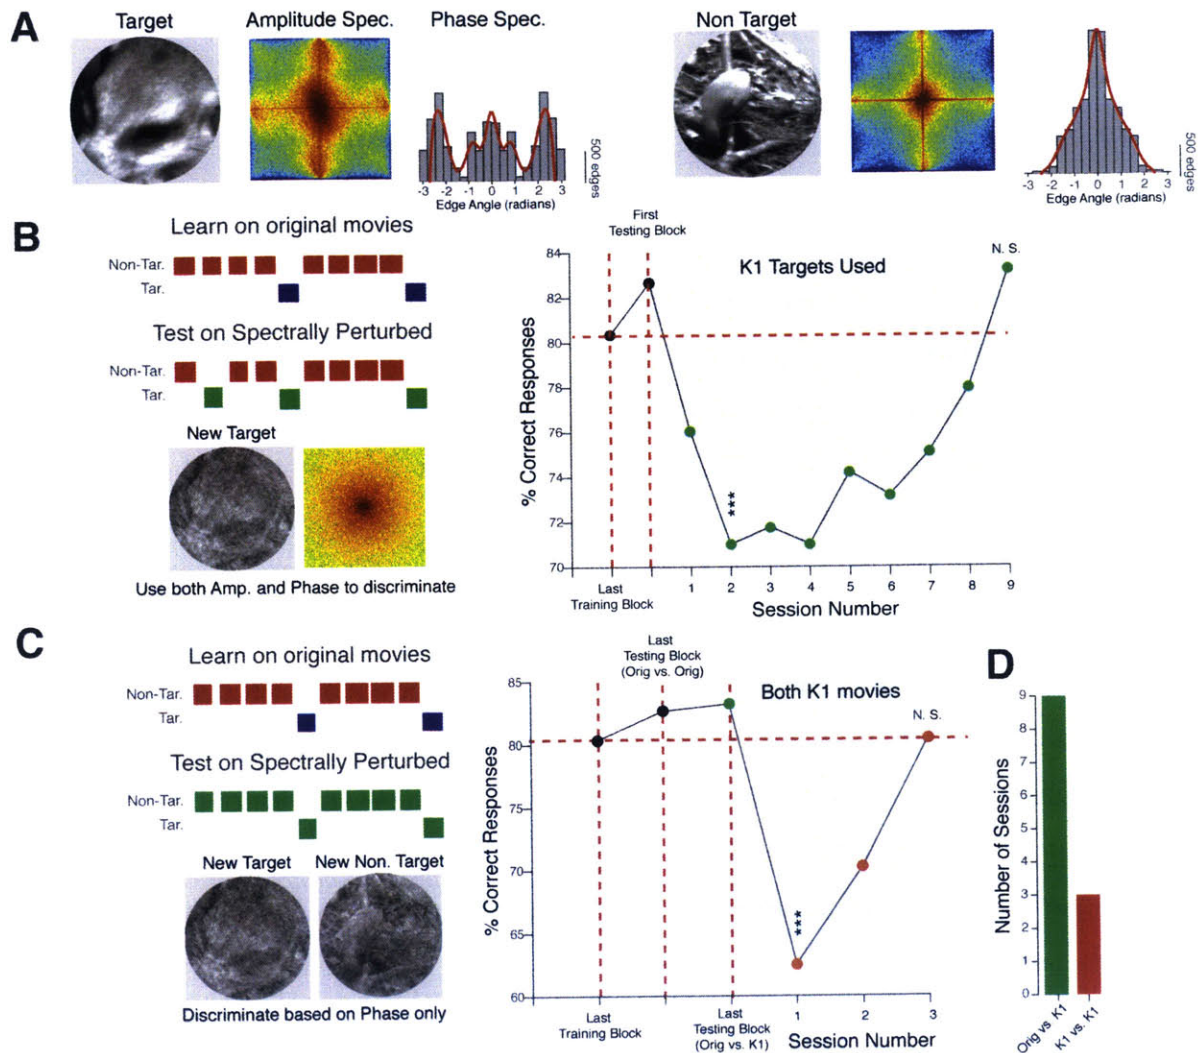 A
Target
Amplitude Spec.
Phase Spec.
-3 -2 -1 0 1 2 3
Edge Angle (radians)
500 edges
Non Target
-3 -2 -1 0 1 2 3
Edge Angle (radians)
500 edges
B
Learn on original movies
Non-Tar.
Tar.
Test on Spectrally Perturbed
Non-Tar.
Tar.
New Target
Use both Amp. and Phase to discriminate
First
Testing Block
K1 Targets Used
N. S.
% Correct Responses
84
82
80
78
76
74
72
70
***
Last
Training Block
1 2 3 4 5 6 7 8 9
Session Number
C
Learn on original movies
Non-Tar.
Tar.
Test on Spectrally Perturbed
Non-Tar.
Tar.
New Target
New Non. Target
Discriminate based on Phase only
Last
Testing Block
(Orig vs. Orig)
Both K1 movies
N. S.
% Correct Responses
85
80
75
70
65
60
***
Last
Training Block
Last
Testing Block
(Orig vs. K1)
1 2 3
Session Number
D
Number of Sessions
9
8
7
6
5
4
3
2
1
0
Orig vs. K1
K1 vs. K1